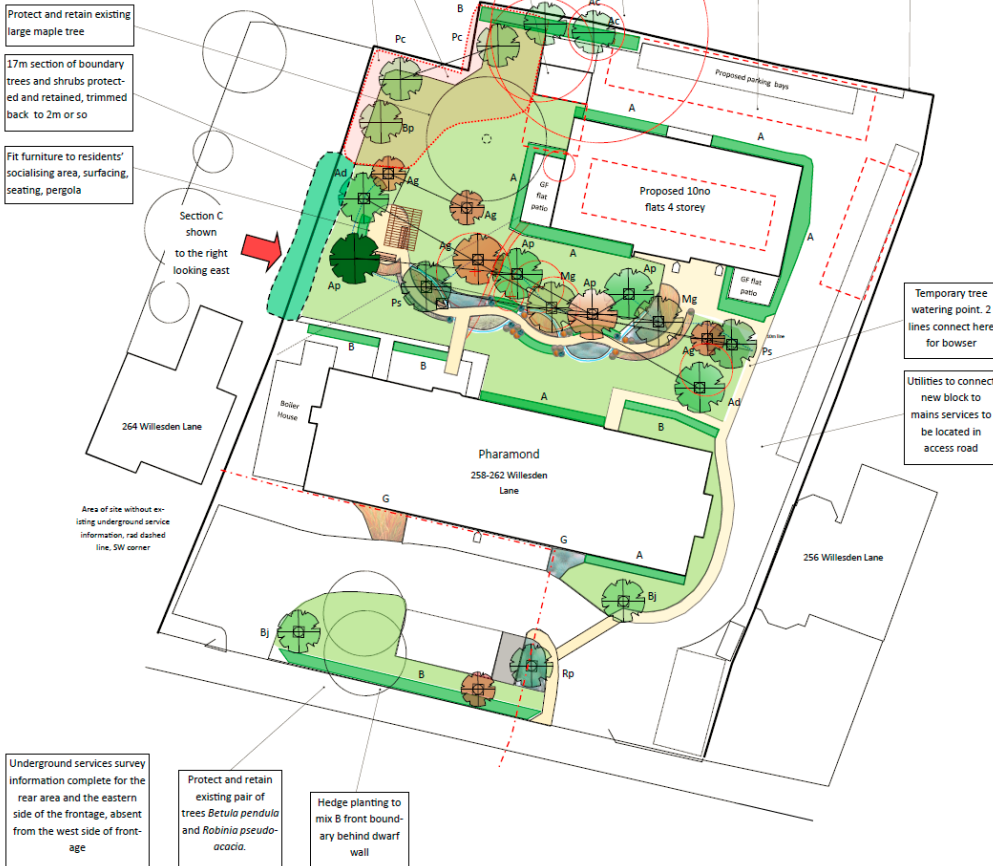 Protect and retain existing
large maple tree
17m section of boundary
trees and shrubs protect-
ed and retained, trimmed
back to 2m or so
Fit furniture to residents'
socialising area, surfacing,
seating, pergola
Section C
shown
to the right
looking east
B
Ac
Ac
Pc
Pc
Proposed parking bays
A
A
Bp
Ad
Ag
Ag
A
GF
flat
patio
Proposed 10no
flats 4 storey
A
Ag
Ap
Ap
Ap
Mg
Ap
Mg
GF flat
patio
Ps
Ag
Ps
Ad
Temporary tree
watering point. 2
lines connect here
for bowser
Utilities to connect
new block to
mains services to
be located in
access road
B
B
A
B
Boiler
House
264 Willesden Lane
Pharamond
258-262 Willesden
Lane
Area of site without ex-
isting underground service
information, rad dashed
line, SW corner
G
G
A
256 Willesden Lane
Bj
Bj
B
Rp
Underground services survey
information complete for the
rear area and the eastern
side of the frontage, absent
from the west side of front-
age
Protect and retain
existing pair of
trees Betula pendula
and Robinia pseudo-
acacia.
Hedge planting to
mix B front bound-
ary behind dwarf
wall